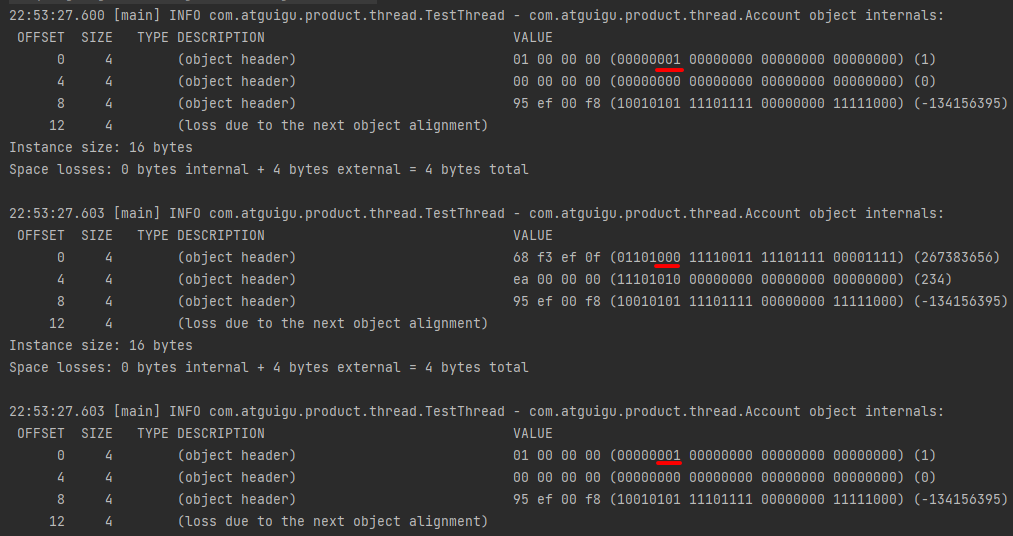 22:53:27.600 [main] INFO com.atguigu.product.thread.TestThread - com.atguigu.product.thread.Account object internals:
OFFSET  SIZE   TYPE DESCRIPTION                               VALUE
0     4        (object header)                           01 00 00 00 (00000001 00000000 00000000 00000000) (1)
4     4        (object header)                           00 00 00 00 (00000000 00000000 00000000 00000000) (0)
8     4        (object header)                           95 ef 00 f8 (10010101 11101111 00000000 11111000) (-134156395)
12     4        (loss due to the next object alignment)
Instance size: 16 bytes
Space losses: 0 bytes internal + 4 bytes external = 4 bytes total
22:53:27.603 [main] INFO com.atguigu.product.thread.TestThread - com.atguigu.product.thread.Account object internals:
OFFSET  SIZE   TYPE DESCRIPTION                               VALUE
0     4        (object header)                           68 f3 ef 0f (01101000 11110011 11101111 00001111) (267383656)
4     4        (object header)                           ea 00 00 00 (11101010 00000000 00000000 00000000) (234)
8     4        (object header)                           95 ef 00 f8 (10010101 11101111 00000000 11111000) (-134156395)
12     4        (loss due to the next object alignment)
Instance size: 16 bytes
Space losses: 0 bytes internal + 4 bytes external = 4 bytes total
22:53:27.603 [main] INFO com.atguigu.product.thread.TestThread - com.atguigu.product.thread.Account object internals:
OFFSET  SIZE   TYPE DESCRIPTION                               VALUE
0     4        (object header)                           01 00 00 00 (00000001 00000000 00000000 00000000) (1)
4     4        (object header)                           00 00 00 00 (00000000 00000000 00000000 00000000) (0)
8     4        (object header)                           95 ef 00 f8 (10010101 11101111 00000000 11111000) (-134156395)
12     4        (loss due to the next object alignment)